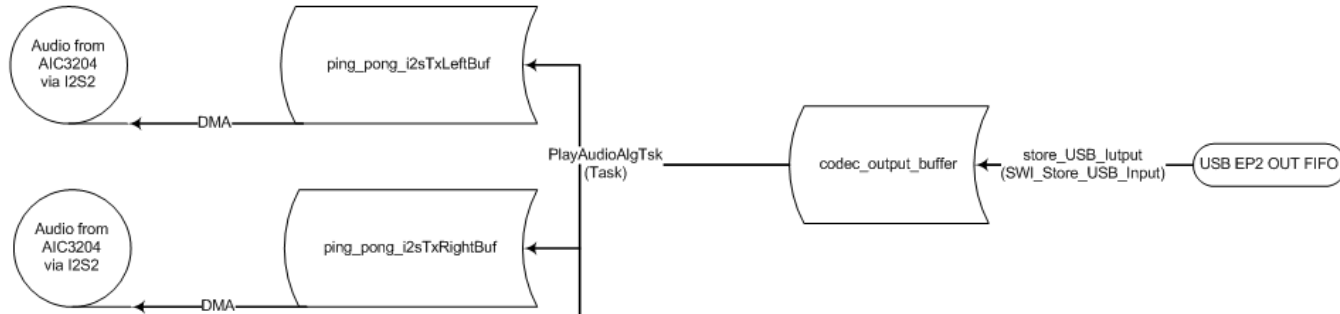 Audio from
AIC3204
via I2S2
ping_pong_i2sTxLeftBuf
DMA
PlayAudioAlgTsk
(Task)
codec_output_buffer
store_USB_Iutput
(SWI_Store_USB_Input)
USB EP2 OUT FIFO
Audio from
AIC3204
via I2S2
ping_pong_i2sTxRightBuf
DMA